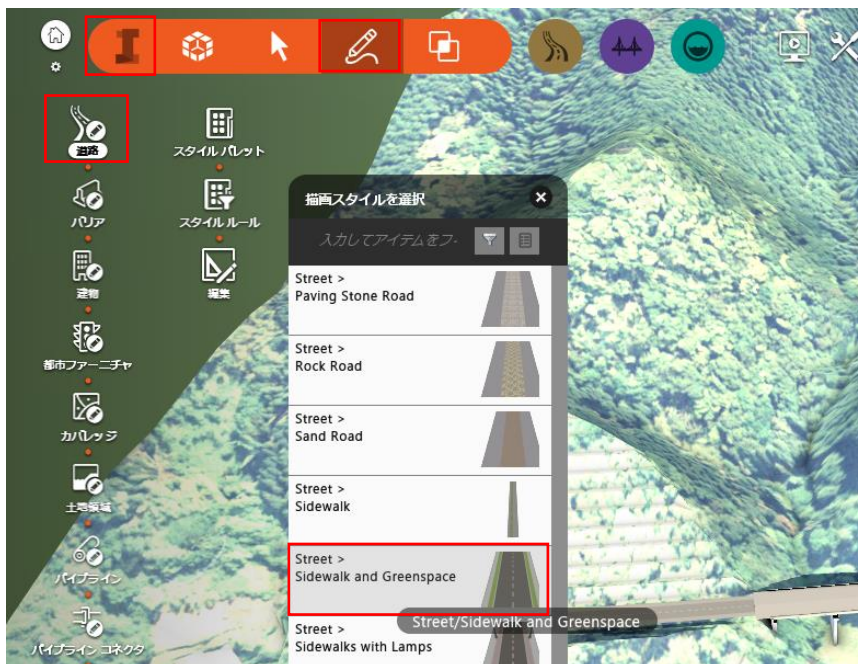 道路
バリア
建物
都市ファーニチャ
カバレッジ
土地領域
パイプライン
パイプライン コネクタ
スタイル パレット
スタイル ルール
編集
描画スタイルを選択
入力してアイテムをフ-
Street >
Paving Stone Road
Street >
Rock Road
Street >
Sand Road
Street >
Sidewalk
Street >
Sidewalk and Greenspace
Street/Sidewalk and Greenspace
Street >
Sidewalks with Lamps